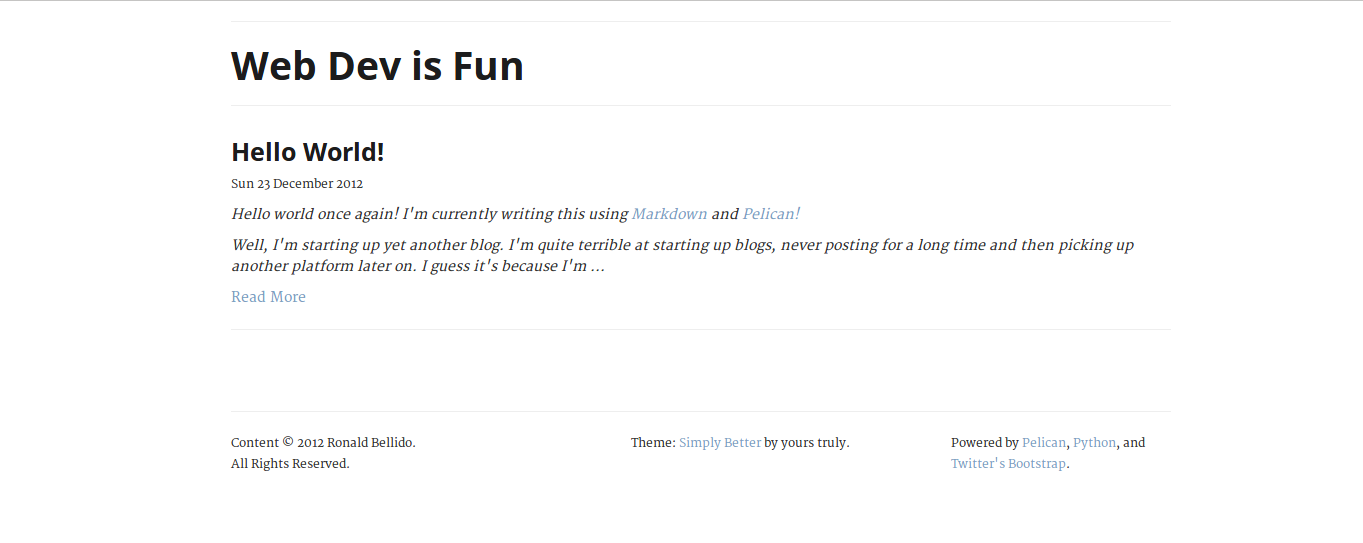 Web Dev is Fun
Hello World!
Sun 23 December 2012
Hello world once again! I'm currently writing this using Markdown and Pelican!
Well, I'm starting up yet another blog. I'm quite terrible at starting up blogs, never posting for a long time and then picking up
another platform later on. I guess it's because I'm ...
Read More
Content © 2012 Ronald Bellido.
All Rights Reserved.
Theme: Simply Better by yours truly.
Powered by Pelican, Python, and
Twitter's Bootstrap.